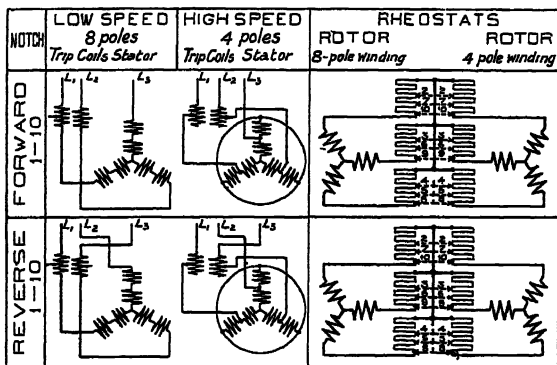 NOTCH
LOW SPEED
8 poles
Trip Coils Stator
HIGH SPEED
4 poles
Trip Coils Stator
RHEOSTATS
ROTOR
8-pole winding
ROTOR
4 pole winding
FORWARD
1-10
L1 L2 L3
L1 L2 L3
REVERSE
1-10
L1 L2 L3
L1 L2 L3